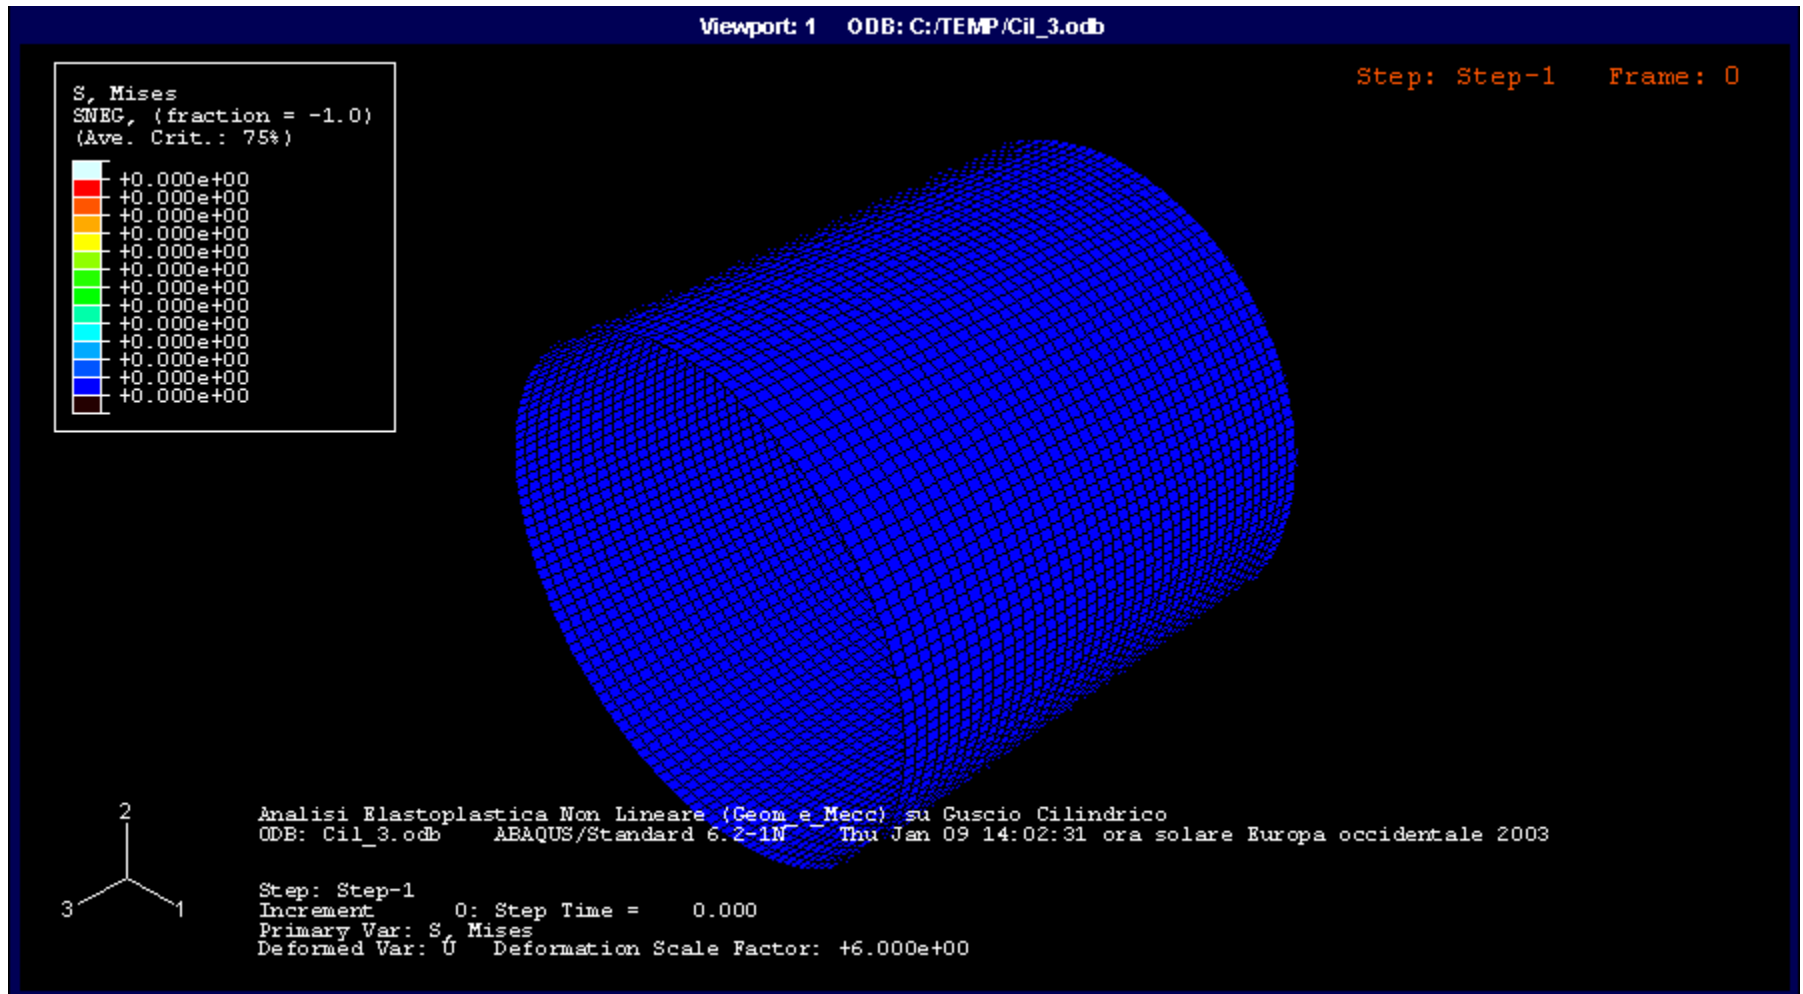 Viewport: 1 ODB: C:/TEMP/Cil_3.odb
Step: Step-1 Frame: 0
S, Mises
SNEG, (fraction = -1.0)
(Ave. Crit.: 75%)
+0.000e+00
+0.000e+00
+0.000e+00
+0.000e+00
+0.000e+00
+0.000e+00
+0.000e+00
+0.000e+00
+0.000e+00
+0.000e+00
+0.000e+00
+0.000e+00
+0.000e+00
2
3
1
Analisi Elastoplastica Non Lineare (Geom_e_Mecc) su Guscio Cilindrico
ODB: Cil_3.odb ABAQUS/Standard 6.2-1N Thu Jan 09 14:02:31 ora solare Europa occidentale 2003
Step: Step-1
Increment 0: Step Time = 0.000
Primary Var: S, Mises
Deformed Var: U Deformation Scale Factor: +6.000e+00